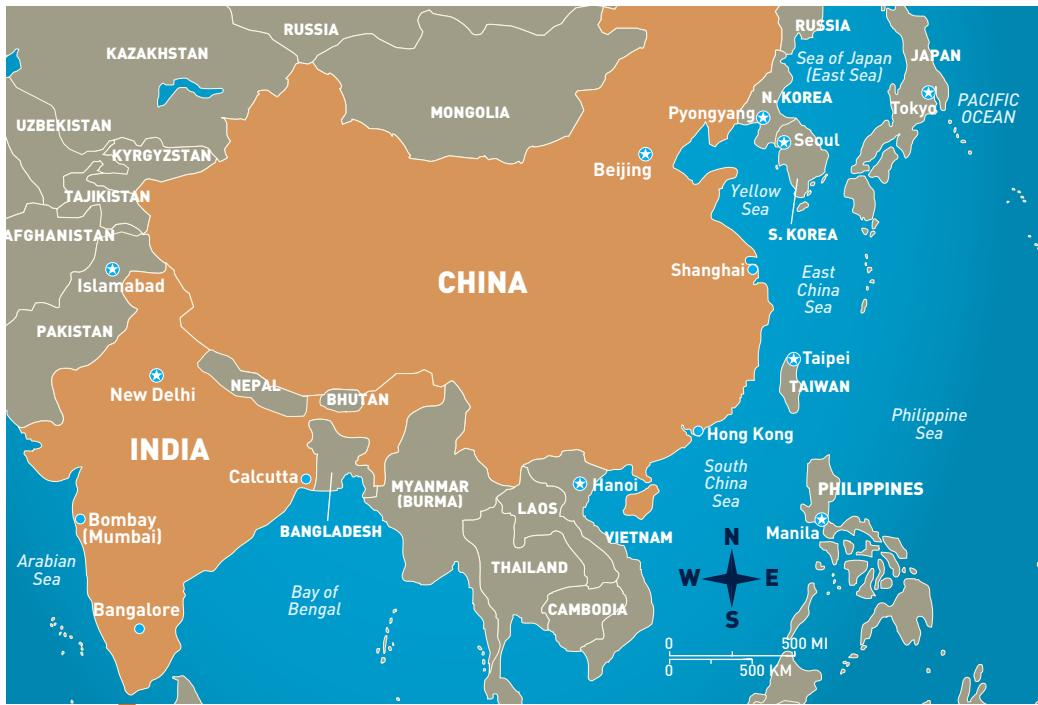 RUSSIA
RUSSIA
KAZAKHSTAN
Sea of Japan
(East Sea)
JAPAN
MONGOLIA
N. KOREA
Tokyo
PACIFIC
OCEAN
Pyongyang
UZBEKISTAN
Seoul
KYRGYZSTAN
Beijing
TAJIKISTAN
Yellow
Sea
AFGHANISTAN
S. KOREA
Islamabad
CHINA
Shanghai
East
China
Sea
PAKISTAN
Taipei
NEPAL
TAIWAN
New Delhi
BHUTAN
Philippine
Sea
INDIA
Hong Kong
Calcutta
South
China
Sea
MYANMAR
(BURMA)
Hanoi
PHILIPPINES
LAOS
Bombay
(Mumbai)
BANGLADESH
VIETNAM
Manila
N
Arabian
Sea
THAILAND
W
E
Bay of
Bengal
Bangalore
CAMBODIA
S
0
500 MI
0
500 KM